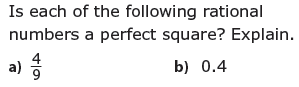 Is each of the following rational
numbers a perfect square? Explain.
a) 4/9 b) 0.4